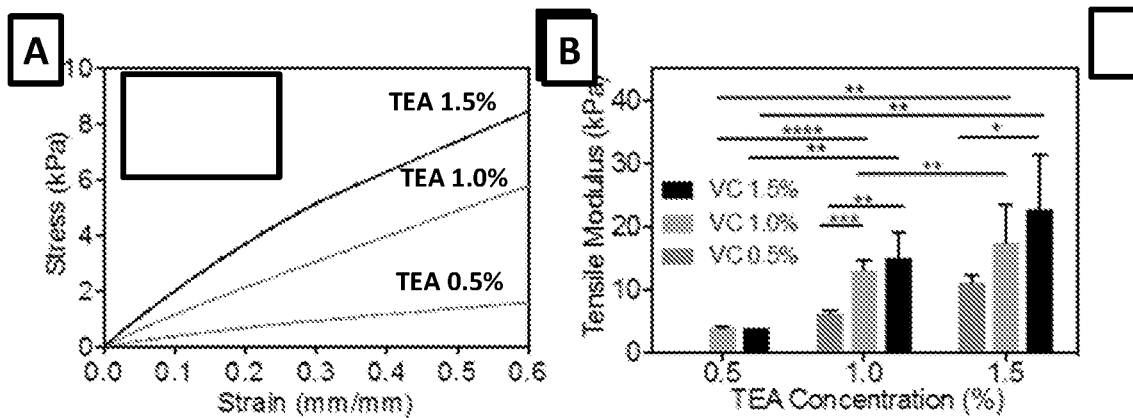 A
10
8
6
4
2
0
Stress (kPa)
TEA 1.5%
TEA 1.0%
TEA 0.5%
0.0 0.1 0.2 0.3 0.4 0.5 0.6
Strain (mm/mm)
B
40
30
20
10
0
Tensile Modulus (kPa)
**
**
*
****
**
**
**
***
VC 1.5%
VC 1.0%
VC 0.5%
0.5 1.0 1.5
TEA Concentration (%)